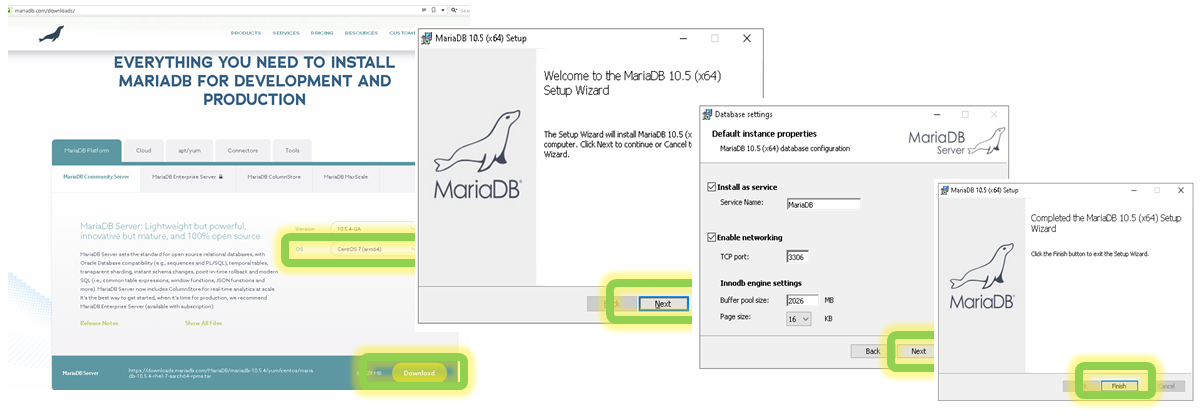 mariadb.com/downloads/
PRODUCTS SERVICES PRICING RESOURCES CUSTOM
EVERYTHING YOU NEED TO INSTALL
MARIADB FOR DEVELOPMENT AND
PRODUCTION
MariaDB Platform Cloud apt/yum Connectors Tools
MariaDB Community Server MariaDB Enterprise Server MariaDB ColumnStore MariaDB MaxScale
MariaDB Server: Lightweight but powerful,
innovative but mature, and 100% open source
Version 10.5.4-GA
OS CentOS 7 (amd64)
MariaDB Server sets the standard for open source relational databases, with
Oracle Database compatibility (e.g., sequences and PL/SQL), temporal tables,
transparent sharding, instant schema changes, point-in-time rollback and modern
SQL (i.e., common table expressions, window functions, JSON functions and
more). MariaDB Server now includes ColumnStore for real-time analytics at scale.
It's the best way to get started, when it's time for production, we recommend
MariaDB Enterprise Server (available with subscription).
Release Notes Show All Files
MariaDB Server
https://downloads.mariadb.com/MariaDB/mariadb-10.5.4/yum/centos/maria
db-10.5.4-rhel-7-aarch64-rpms.tar
MB
Download
MariaDB 10.5 (x64) Setup
Welcome to the MariaDB 10.5 (x64)
Setup Wizard
The Setup Wizard will install MariaDB 10.5 (x
computer. Click Next to continue or Cancel t
Wizard.
MariaDB
Next
Database settings
Default instance properties
MariaDB 10.5 (x64) database configuration
MariaDB
Server
Install as service
Service Name: MariaDB
Enable networking
TCP port: 3306
Innodb engine settings
Buffer pool size: 2026 MB
Page size: 16 KB
Back Next
MariaDB 10.5 (x64) Setup
Completed the MariaDB 10.5 (x64) Setup
Wizard
Click the Finish button to exit the Setup Wizard.
MariaDB
Finish Cancel